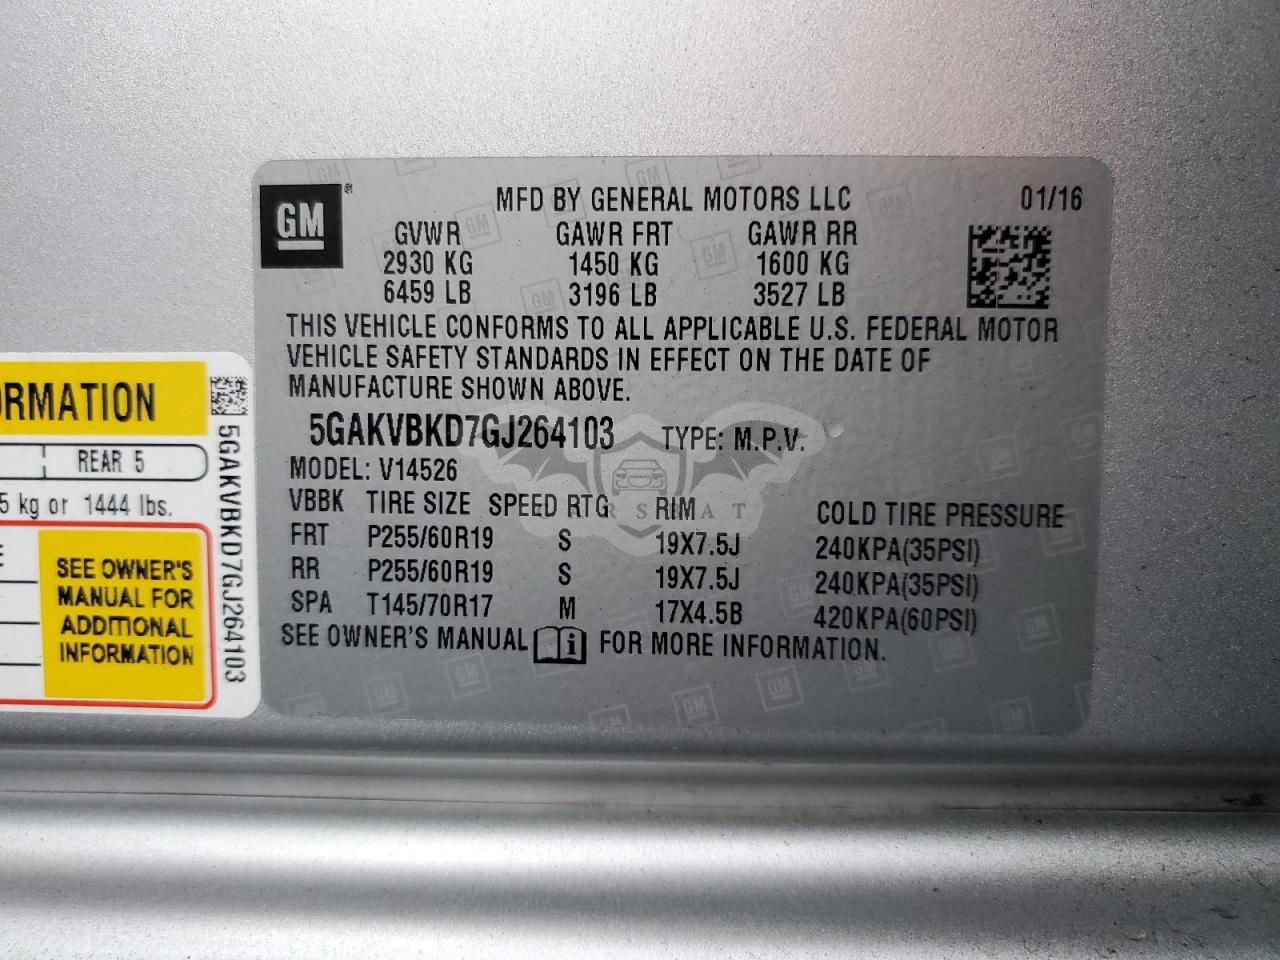 GM ®
MFD BY GENERAL MOTORS LLC 01/16
GVWR GAWR FRT GAWR RR
2930 KG 1450 KG 1600 KG
6459 LB 3196 LB 3527 LB
THIS VEHICLE CONFORMS TO ALL APPLICABLE U.S. FEDERAL MOTOR
VEHICLE SAFETY STANDARDS IN EFFECT ON THE DATE OF
MANUFACTURE SHOWN ABOVE.
5GAKVBKD7GJ264103 TYPE: M.P.V.
MODEL: V14526
VBBK TIRE SIZE SPEED RTG RIM COLD TIRE PRESSURE
FRT P255/60R19 S 19X7.5J 240KPA(35PSI)
RR P255/60R19 S 19X7.5J 240KPA(35PSI)
SPA T145/70R17 M 17X4.5B 420KPA(60PSI)
SEE OWNER'S MANUAL i FOR MORE INFORMATION.
ORMATION
REAR 5
5 kg or 1444 lbs.
E
SEE OWNER'S
MANUAL FOR
ADDITIONAL
INFORMATION
5GAKVBKD7GJ264103